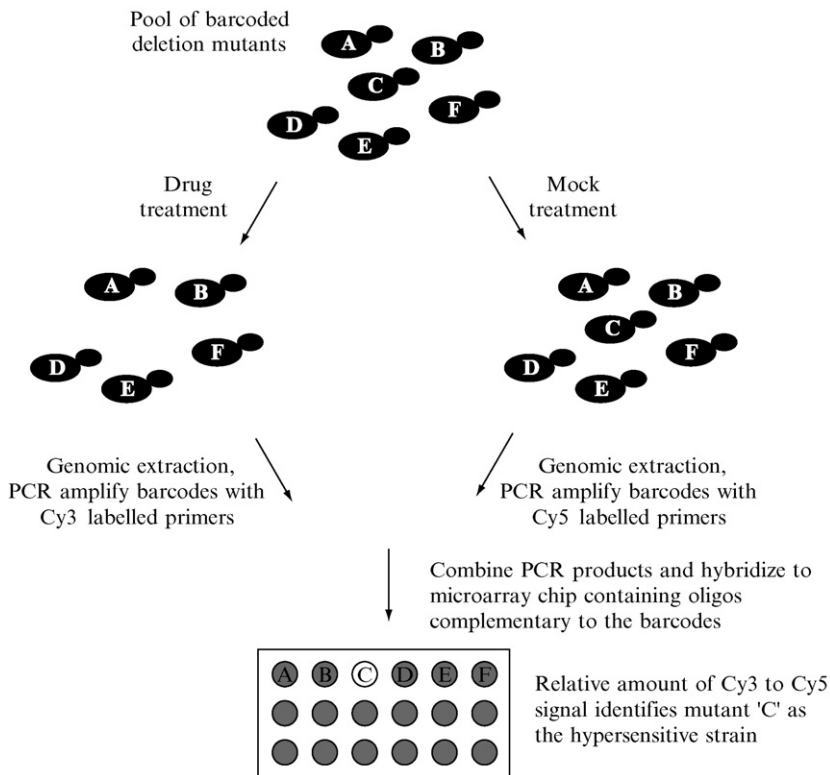 Pool of barcoded
deletion mutants
A
B
C
D
E
F
Drug
treatment
Mock
treatment
A
B
D
E
F
A
B
C
D
E
F
Genomic extraction,
PCR amplify barcodes with
Cy3 labelled primers
Genomic extraction,
PCR amplify barcodes with
Cy5 labelled primers
Combine PCR products and hybridize to
microarray chip containing oligos
complementary to the barcodes
A B C D E F
Relative amount of Cy3 to Cy5
signal identifies mutant 'C' as
the hypersensitive strain